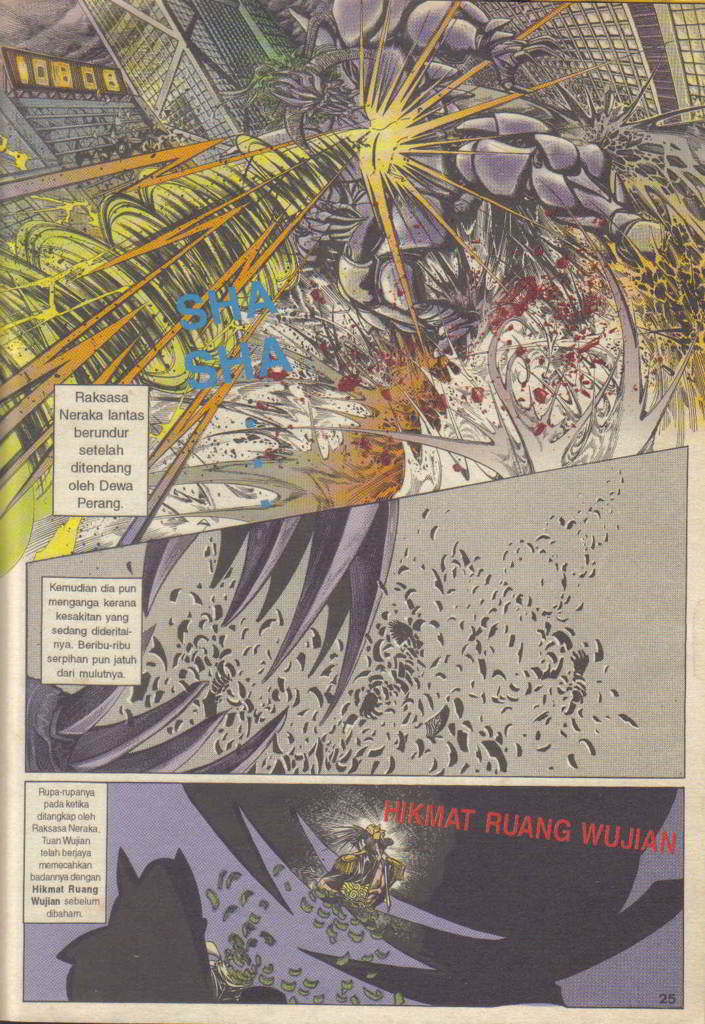 SHA
SHA
Raksasa
Neraka lantas
berundur
setelah
ditendang
oleh Dewa
Perang.
Kemudian dia pun
menganga kerana
kesakitan yang
sedang dideritai-
nya. Beribu-ribu
serpihan pun jatuh
dari mulutnya.
Rupa-rupanya
pada ketika
ditangkap oleh
Raksasa Neraka,
Tuan Wujian
telah berjaya
memecahkan
badannya dengan
Hikmat Ruang
Wujian sebelum
dibaham.
HIKMAT RUANG WUJIAN
25